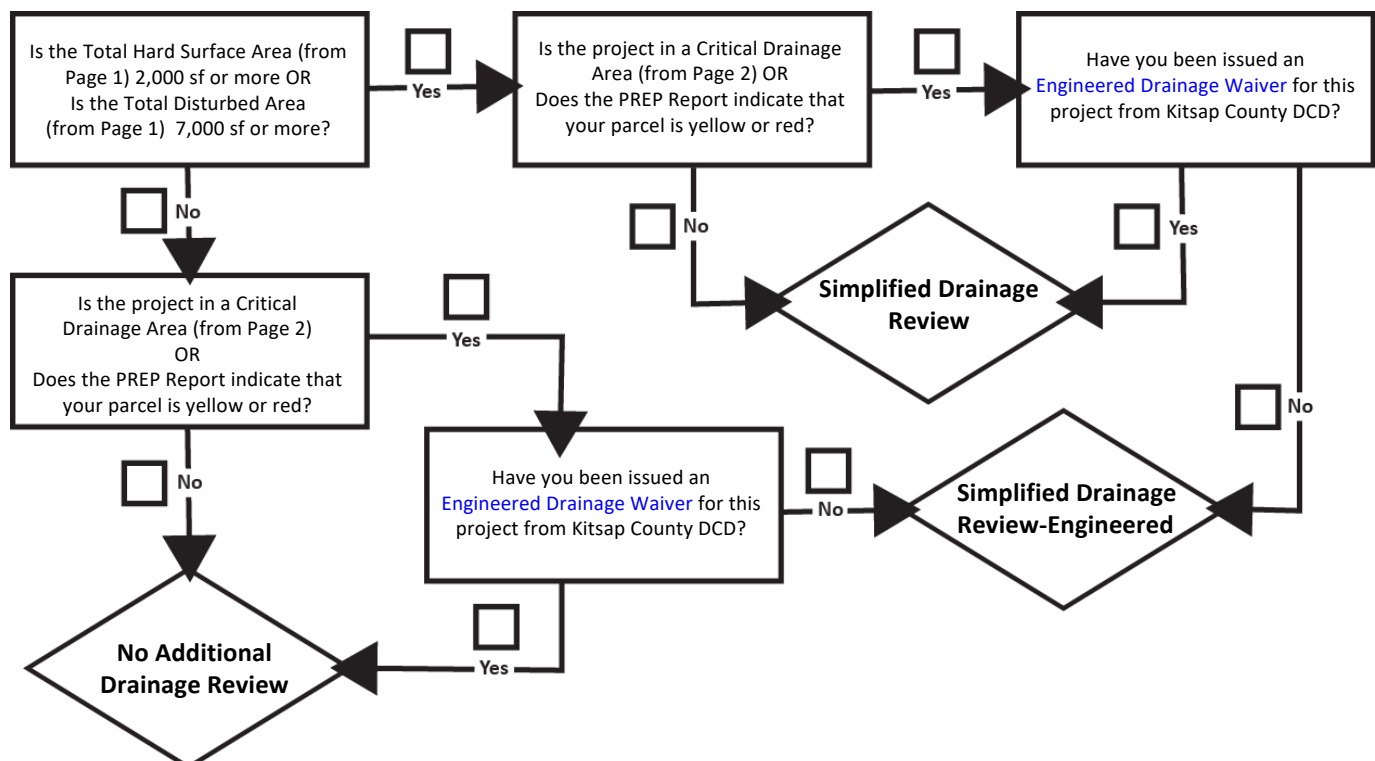 Is the Total Hard Surface Area (from
Page 1) 2,000 sf or more OR
Is the Total Disturbed Area
(from Page 1) 7,000 sf or more?
Yes
Is the project in a Critical Drainage
Area (from Page 2) OR
Does the PREP Report indicate that
your parcel is yellow or red?
Yes
Have you been issued an
Engineered Drainage Waiver for this
project from Kitsap County DCD?
No
No
Yes
Simplified Drainage
Review
Is the project in a Critical
Drainage Area (from Page 2)
OR
Does the PREP Report indicate that
your parcel is yellow or red?
Yes
No
No
Have you been issued an
Engineered Drainage Waiver for this
project from Kitsap County DCD?
No
Simplified Drainage
Review-Engineered
Yes
No Additional
Drainage Review